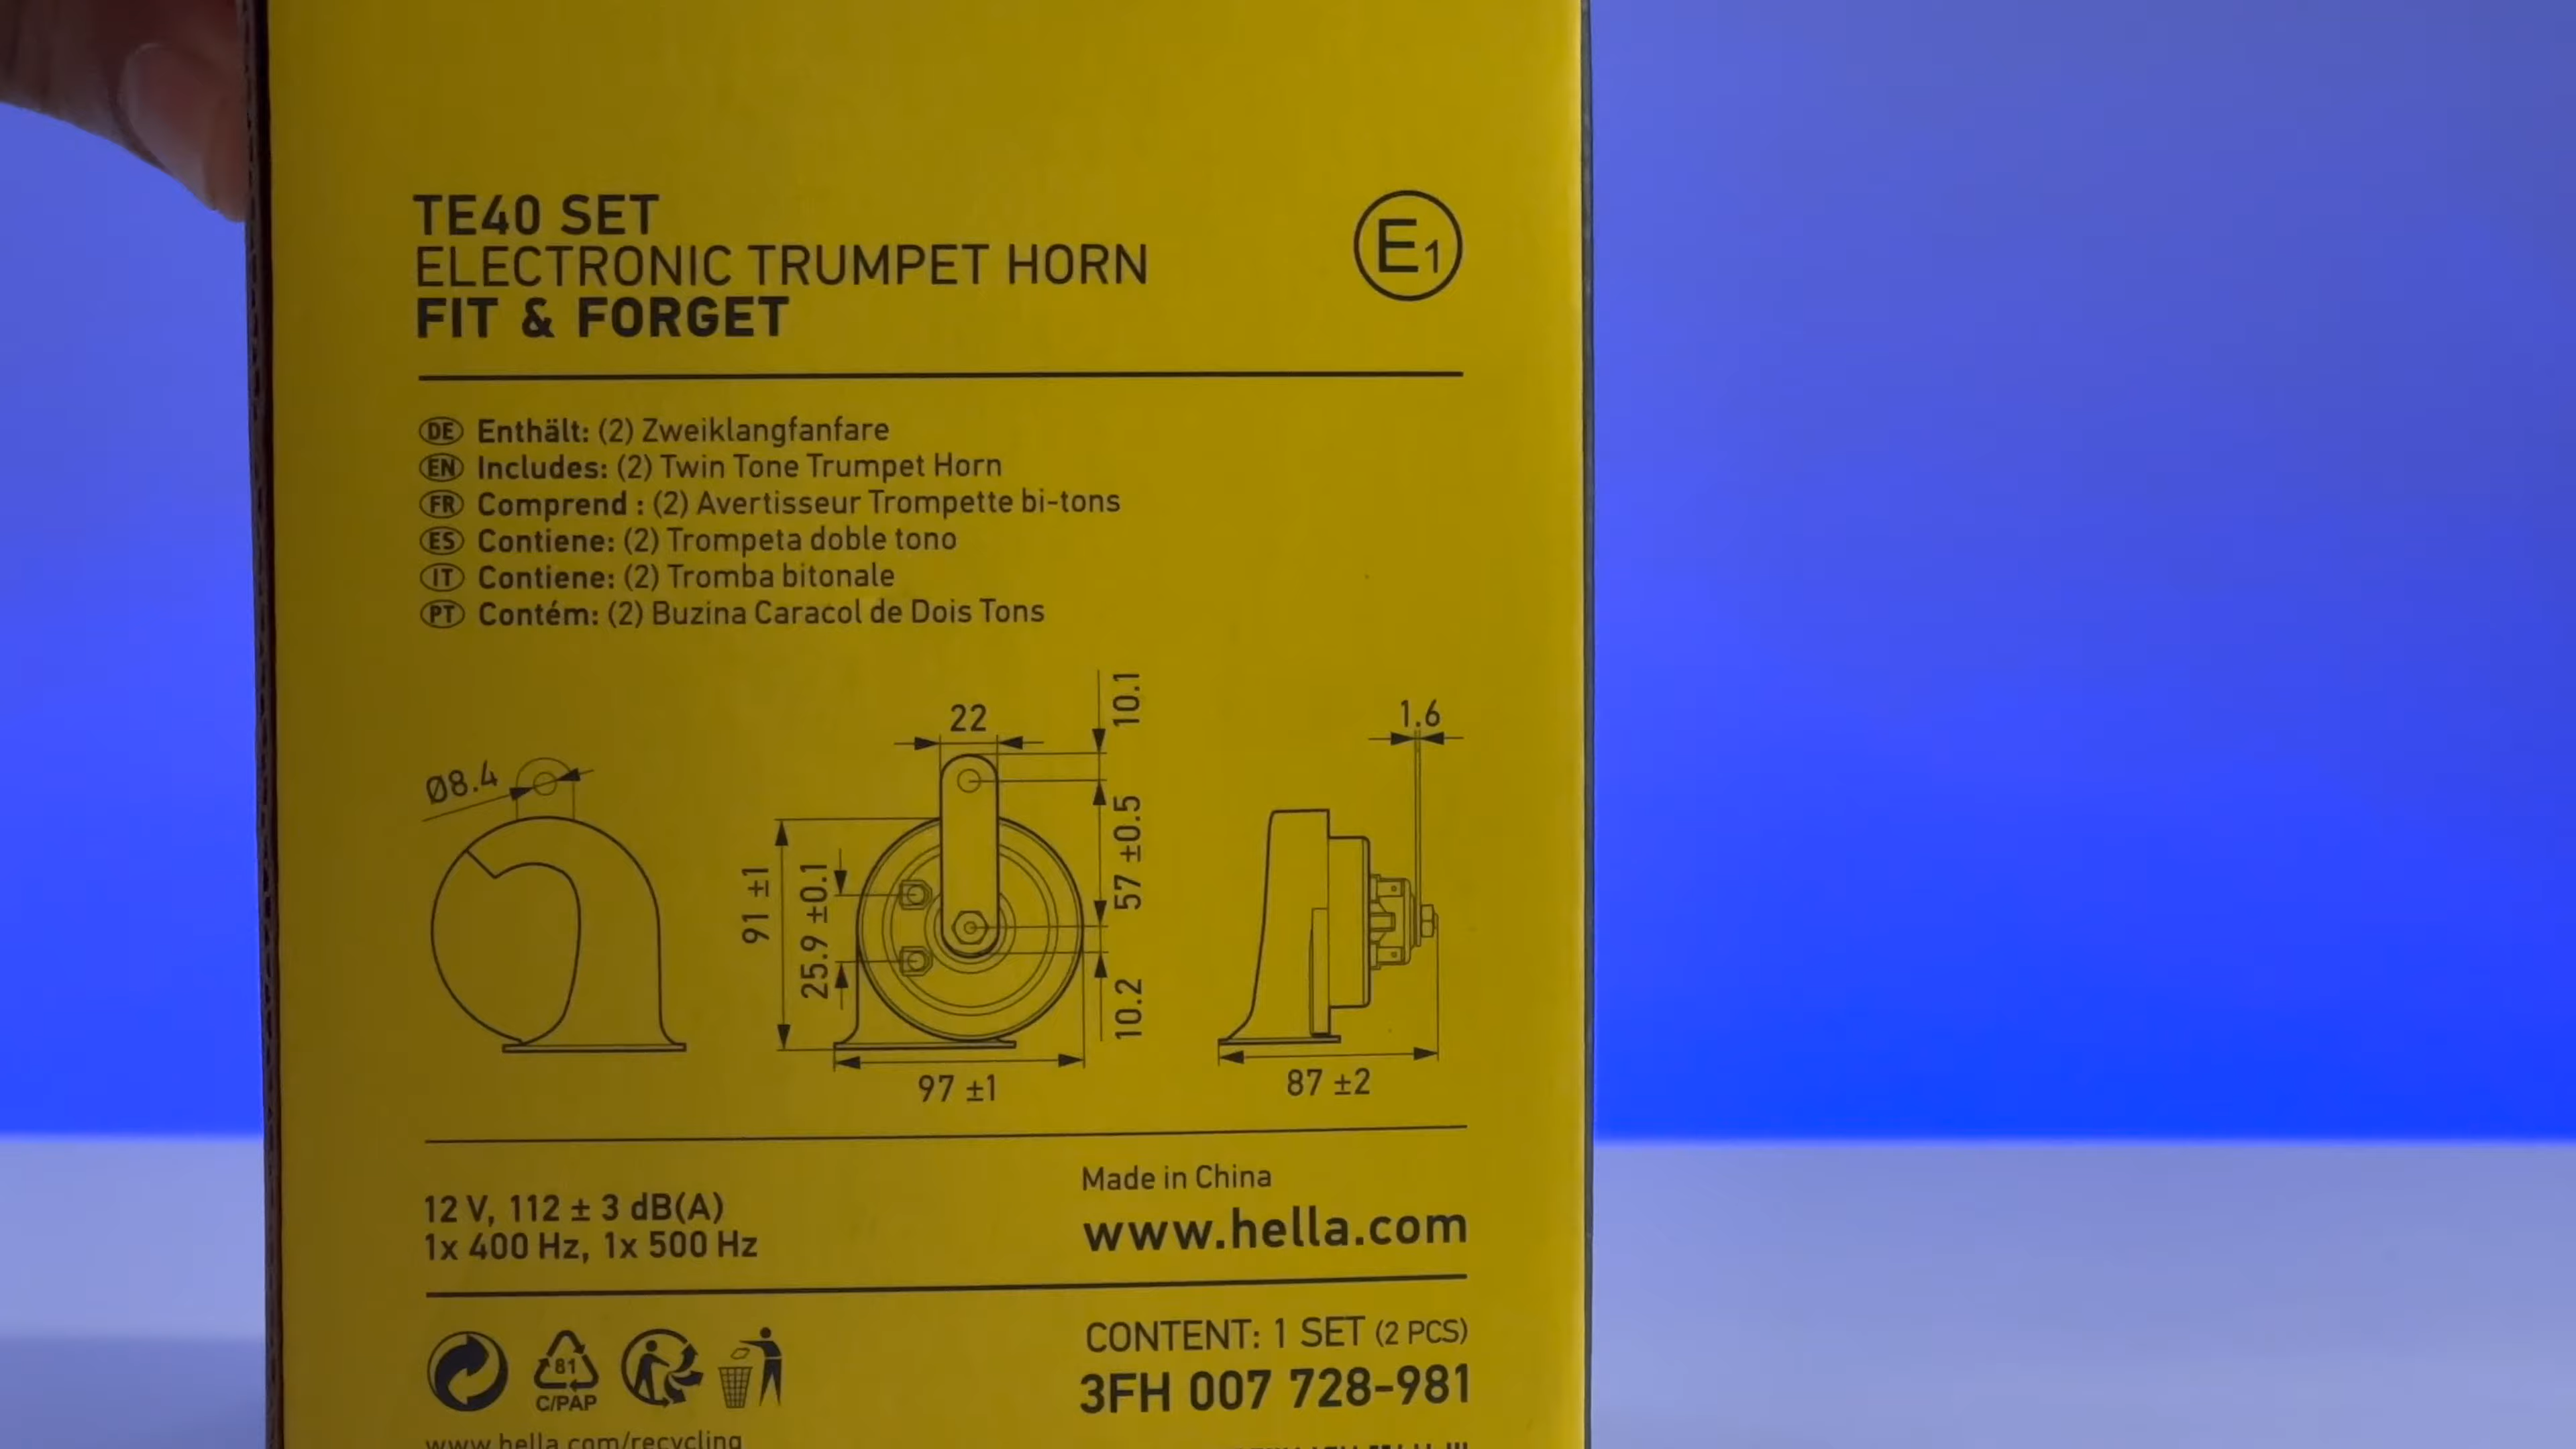 TE40 SET
ELECTRONIC TRUMPET HORN
FIT & FORGET
E1
DE Enthält: (2) Zweiklangfanfare
EN Includes: (2) Twin Tone Trumpet Horn
FR Comprend : (2) Avertisseur Trompette bi-tons
ES Contiene: (2) Trompeta doble tono
IT Contiene: (2) Tromba bitonale
PT Contém: (2) Buzina Caracol de Dois Tons
Ø8.4
22
10.1
91 ±1
25.9 ±0.1
57 ±0.5
10.2
97 ±1
1.6
87 ±2
12 V, 112 ± 3 dB(A)
1x 400 Hz, 1x 500 Hz
Made in China
www.hella.com
81
C/PAP
CONTENT: 1 SET (2 PCS)
3FH 007 728-981
www.hella.com/recycling